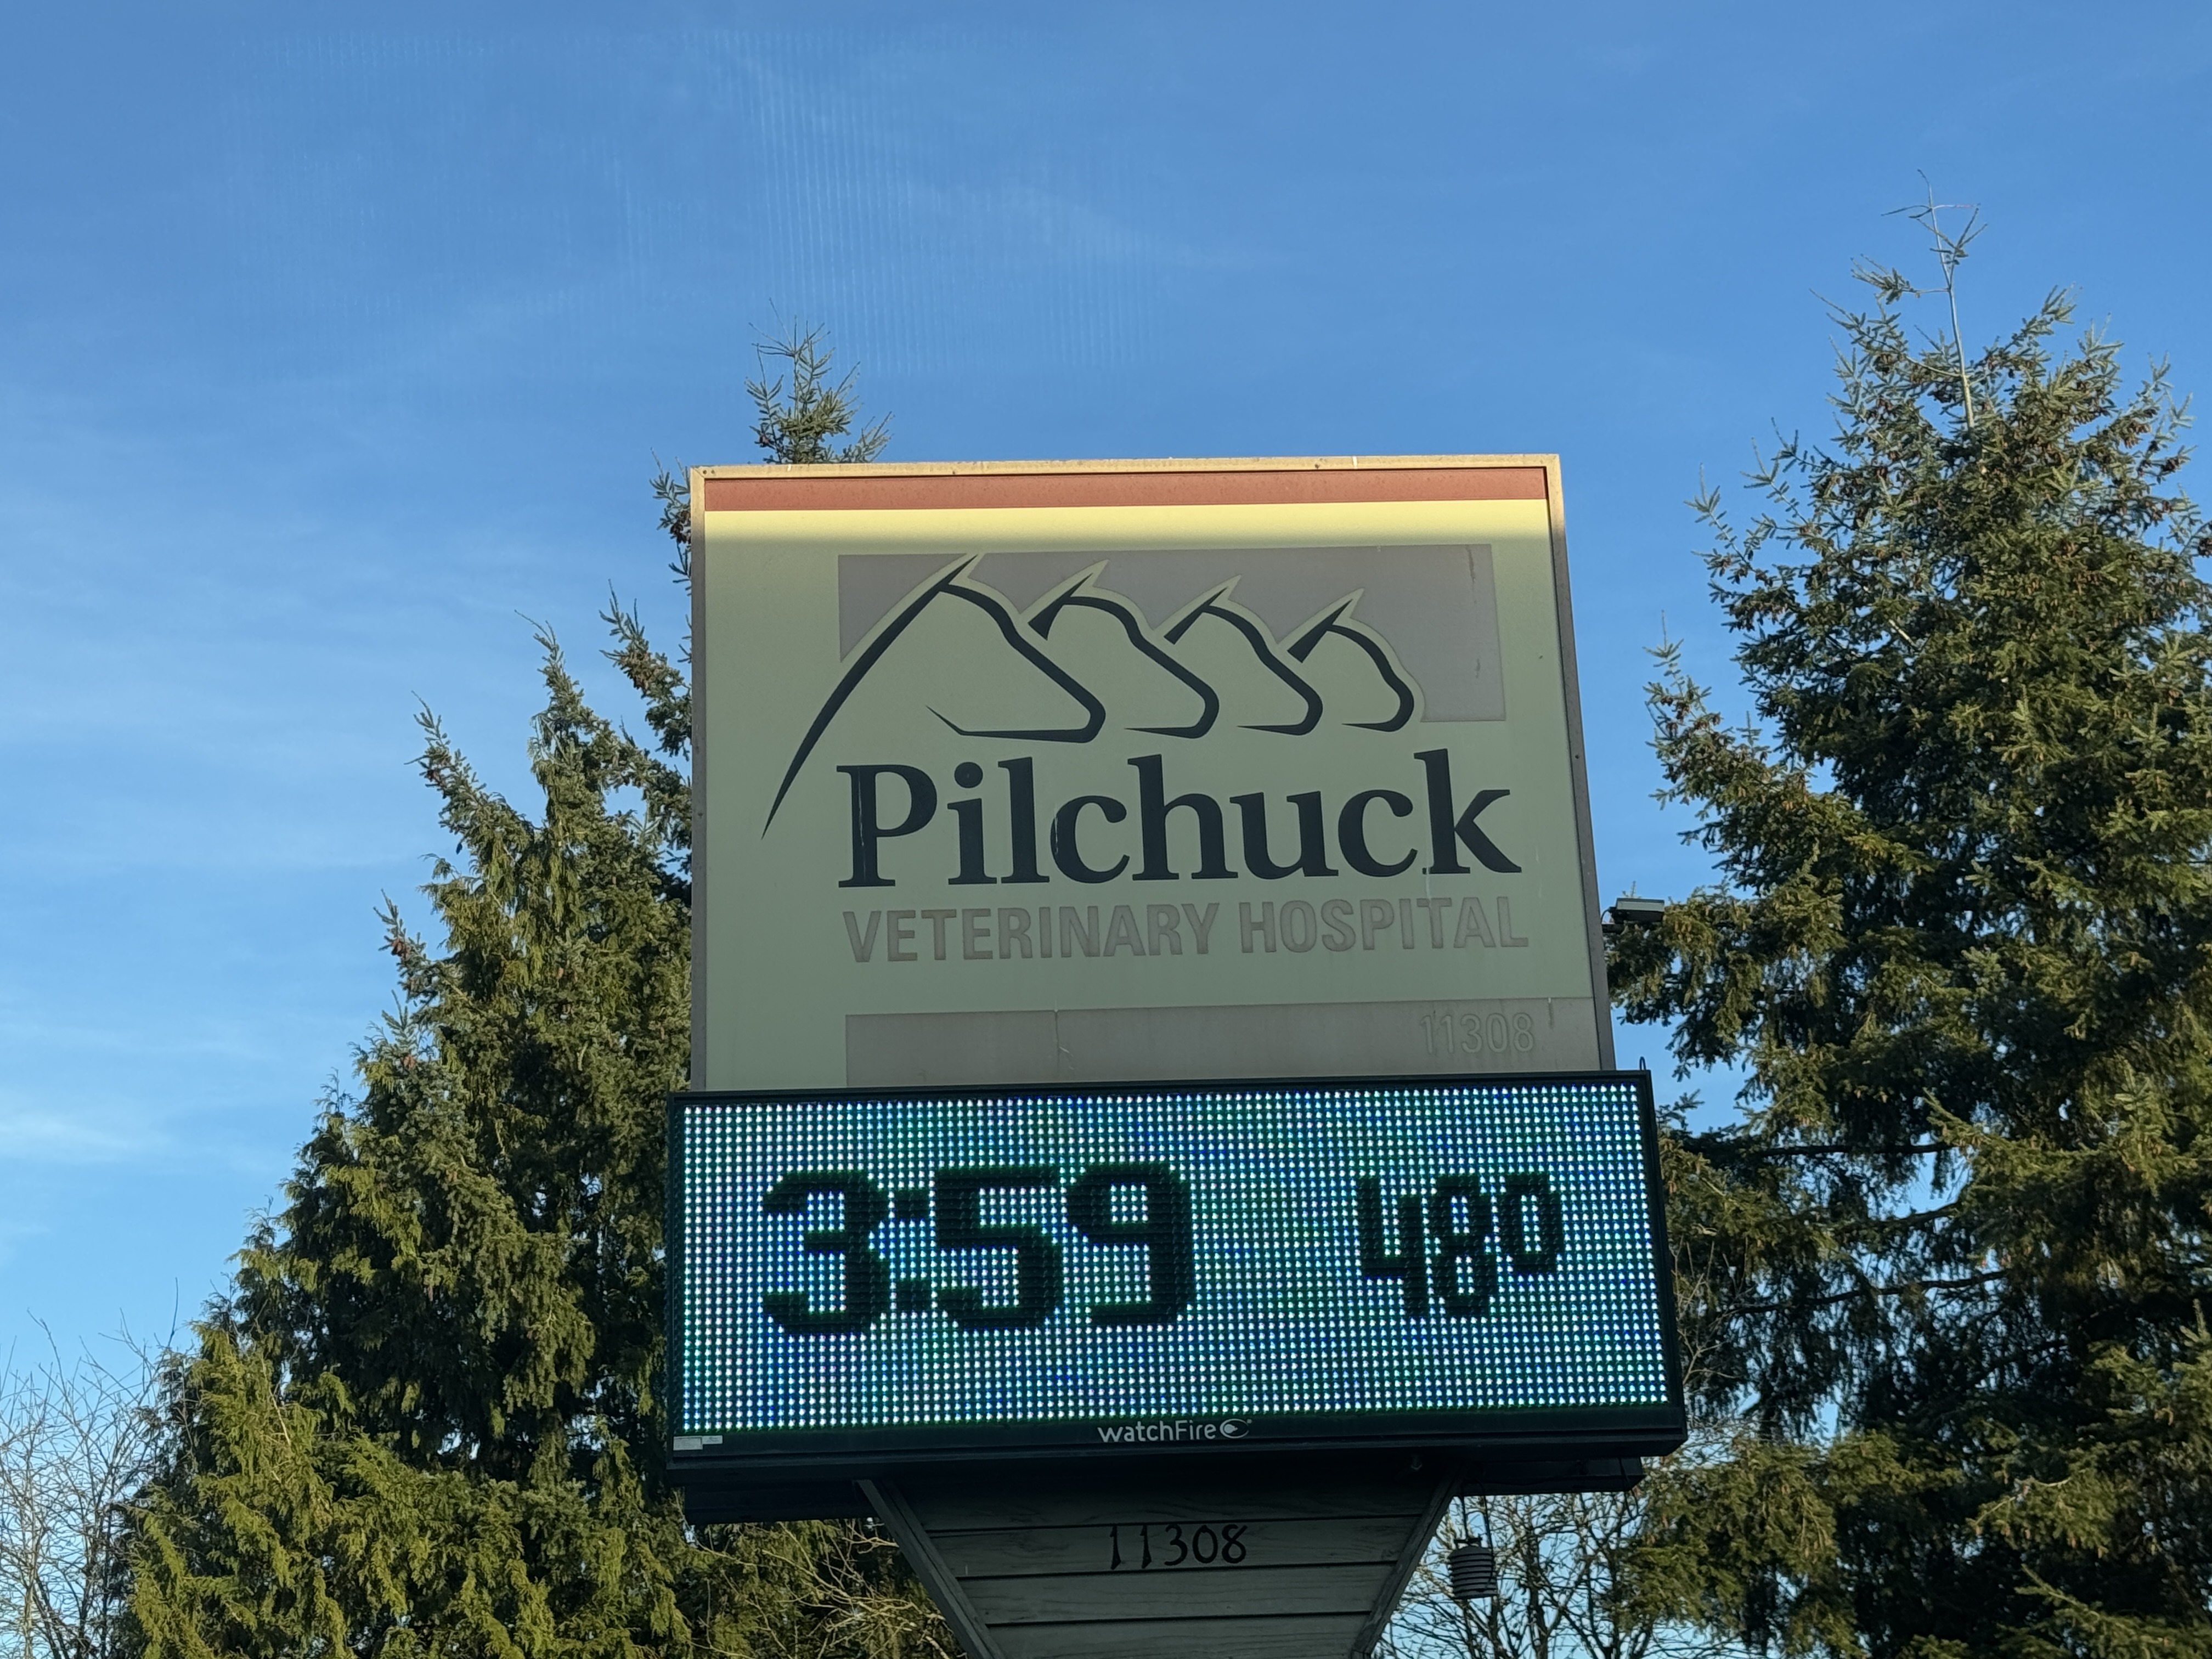 Pilchuck
VETERINARY HOSPITAL
11308
3:59 48°
watchFire
11308